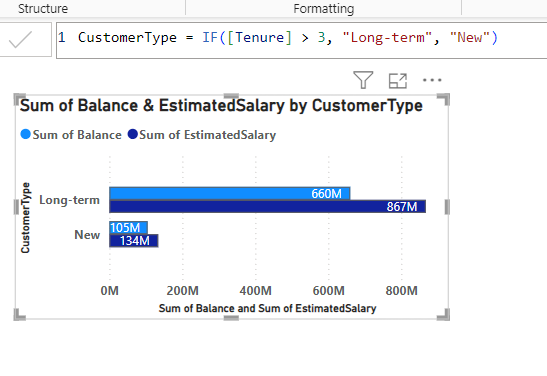 Structure Formatting
1 CustomerType = IF([Tenure] > 3, "Long-term", "New")
Sum of Balance & EstimatedSalary by CustomerType
Sum of Balance Sum of EstimatedSalary
CustomerType
Long-term 660M
867M
New 105M
134M
0M 200M 400M 600M 800M
Sum of Balance and Sum of EstimatedSalary